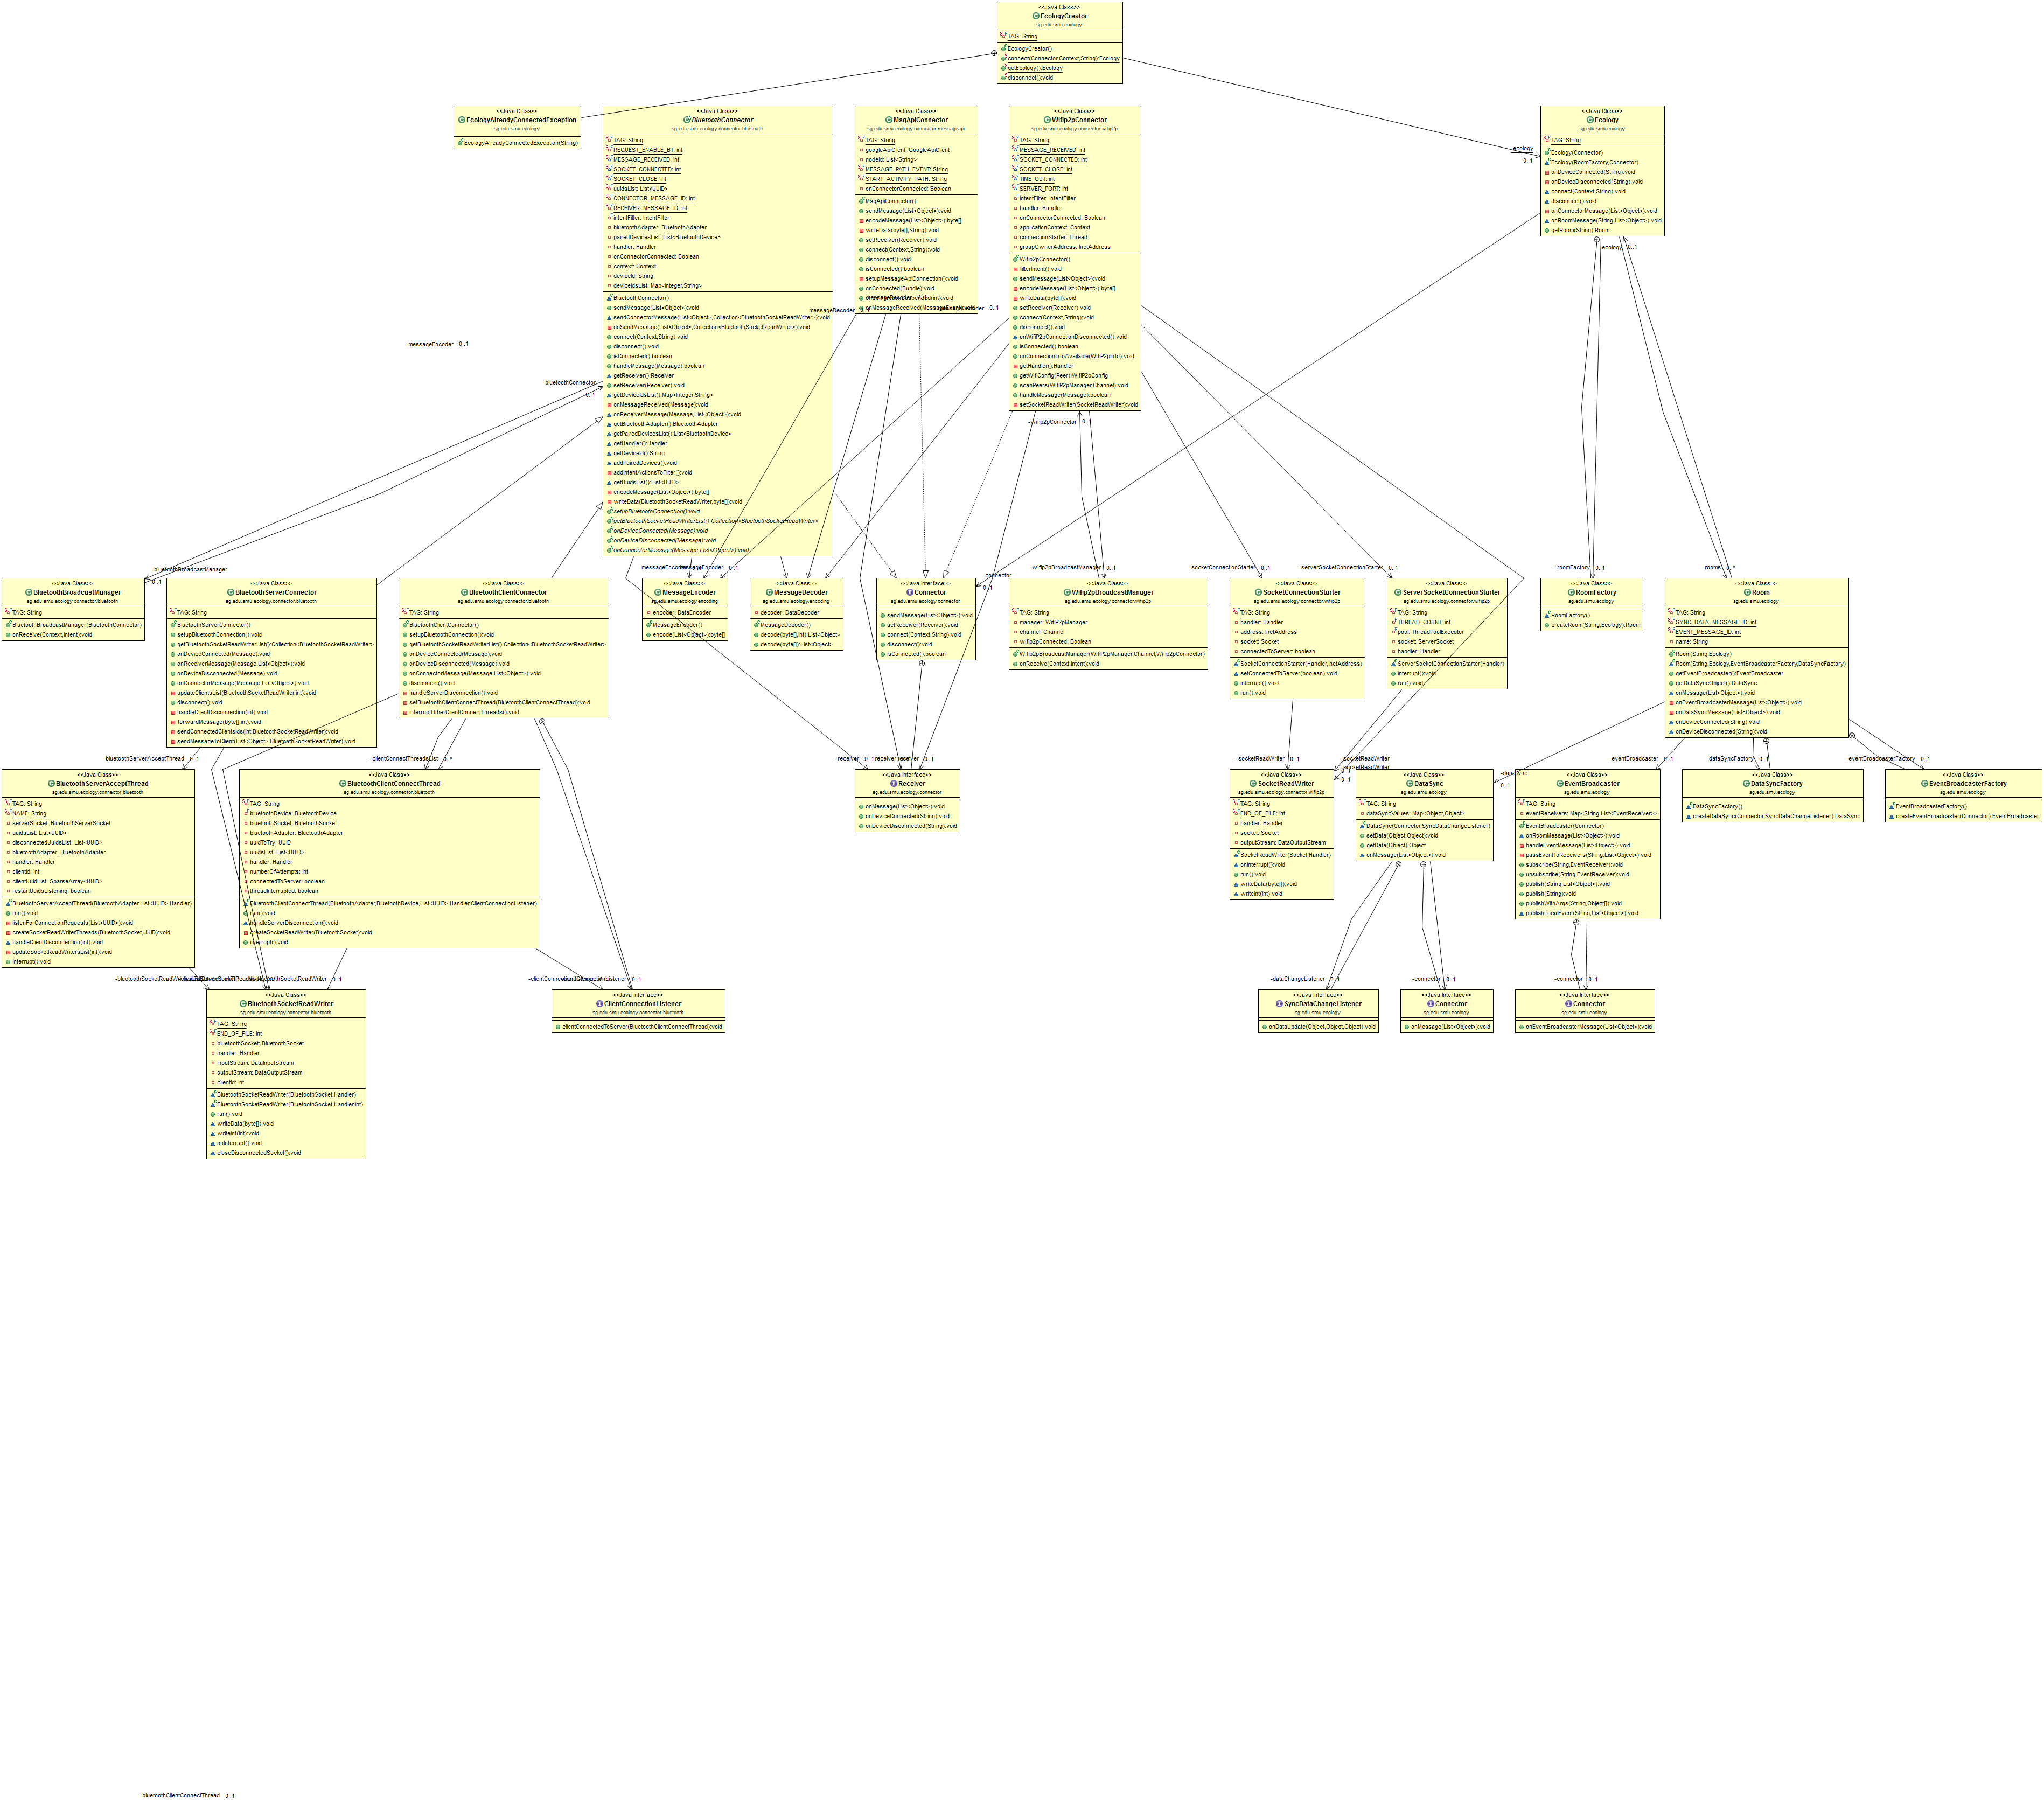 <<Java Class>>
EcologyCreator
sg.edu.smu.ecology
TAG: String
EcologyCreator()
connect(Connector,Context,String):Ecology
getEcology():Ecology
disconnect():void
<<Java Class>>
EcologyAlreadyConnectedException
sg.edu.smu.ecology
EcologyAlreadyConnectedException(String)
<<Java Class>>
BluetoothConnector
sg.edu.smu.ecology.connector.bluetooth
TAG: String
REQUEST_ENABLE_BT: int
MESSAGE_RECEIVED: int
SOCKET_CONNECTED: int
SOCKET_CLOSE: int
uuidsList: List<UUID>
CONNECTOR_MESSAGE_ID: int
RECEIVER_MESSAGE_ID: int
intentFilter: IntentFilter
bluetoothAdapter: BluetoothAdapter
pairedDevicesList: List<BluetoothDevice>
handler: Handler
onConnectorConnected: Boolean
context: Context
deviceId: String
deviceIdsList: Map<Integer,String>
BluetoothConnector()
sendMessage(List<Object>):void
sendConnectorMessage(List<Object>,Collection<BluetoothSocketReadWriter>):void
doSendMessage(List<Object>,Collection<BluetoothSocketReadWriter>):void
connect(Context,String):void
disconnect():void
isConnected():boolean
handleMessage(Message):boolean
getReceiver():Receiver
setReceiver(Receiver):void
getDeviceIdsList():Map<Integer,String>
onMessageReceived(Message):void
onReceiverMessage(Message,List<Object>):void
getBluetoothAdapter():BluetoothAdapter
getPairedDevicesList():List<BluetoothDevice>
getHandler():Handler
getDeviceId():String
addPairedDevices():void
addIntentActionsToFilter():void
getUuidsList():List<UUID>
encodeMessage(List<Object>):byte[]
writeData(BluetoothSocketReadWriter,byte[]):void
setupBluetoothConnection():void
getBluetoothSocketReadWriterList():Collection<BluetoothSocketReadWriter>
onDeviceConnected(Message):void
onDeviceDisconnected(Message):void
onConnectorMessage(Message,List<Object>):void
<<Java Class>>
MsgApiConnector
sg.edu.smu.ecology.connector.messageapi
TAG: String
googleApiClient: GoogleApiClient
nodeId: List<String>
MESSAGE_PATH_EVENT: String
START_ACTIVITY_PATH: String
onConnectorConnected: Boolean
MsgApiConnector()
sendMessage(List<Object>):void
encodeMessage(List<Object>):byte[]
writeData(byte[],String):void
setReceiver(Receiver):void
connect(Context,String):void
disconnect():void
isConnected():boolean
setupMessageApiConnection():void
onConnected(Bundle):void
<<Java Class>>
Wifip2pConnector
sg.edu.smu.ecology.connector.wifip2p
TAG: String
MESSAGE_RECEIVED: int
SOCKET_CONNECTED: int
SOCKET_CLOSE: int
TIME_OUT: int
SERVER_PORT: int
intentFilter: IntentFilter
handler: Handler
onConnectorConnected: Boolean
applicationContext: Context
connectionStarter: Thread
groupOwnerAddress: InetAddress
Wifip2pConnector()
filterIntent():void
sendMessage(List<Object>):void
encodeMessage(List<Object>):byte[]
writeData(byte[]):void
setReceiver(Receiver):void
connect(Context,String):void
disconnect():void
onWifiP2pConnectionDisconnected():void
isConnected():boolean
onConnectionInfoAvailable(WifiP2pInfo):void
getHandler():Handler
getWifiConfig(Peer):WifiP2pConfig
scanPeers(WifiP2pManager,Channel):void
handleMessage(Message):boolean
setSocketReadWriter(SocketReadWriter):void
<<Java Class>>
Ecology
sg.edu.smu.ecology
TAG: String
Ecology(Connector)
Ecology(RoomFactory,Connector)
onDeviceConnected(String):void
onDeviceDisconnected(String):void
connect(Context,String):void
disconnect():void
onConnectorMessage(List<Object>):void
onRoomMessage(String,List<Object>):void
getRoom(String):Room
-ecology
0..1
-ecology 0..1
-messageDecoder 0..1
-messageEncoder 0..1
-bluetoothConnector
0..1
-wifip2pConnector 0..1
-bluetoothBroadcastManager
0..1
-messageEncoder 0..1
-connector
0..1
-wifip2pBroadcastManager 0..1
-socketConnectionStarter 0..1
-serverSocketConnectionStarter 0..1
-roomFactory 0..1
-rooms 0..*
<<Java Class>>
BluetoothBroadcastManager
sg.edu.smu.ecology.connector.bluetooth
TAG: String
BluetoothBroadcastManager(BluetoothConnector)
onReceive(Context,Intent):void
<<Java Class>>
BluetoothServerConnector
sg.edu.smu.ecology.connector.bluetooth
TAG: String
BluetoothServerConnector()
setupBluetoothConnection():void
getBluetoothSocketReadWriterList():Collection<BluetoothSocketReadWriter>
onDeviceConnected(Message):void
onReceiverMessage(Message,List<Object>):void
onDeviceDisconnected(Message):void
onConnectorMessage(Message,List<Object>):void
updateClientsList(BluetoothSocketReadWriter,int):void
disconnect():void
handleClientDisconnection(int):void
forwardMessage(byte[],int):void
sendConnectedClientsIds(int,BluetoothSocketReadWriter):void
sendMessageToClient(List<Object>,BluetoothSocketReadWriter):void
<<Java Class>>
BluetoothClientConnector
sg.edu.smu.ecology.connector.bluetooth
TAG: String
BluetoothClientConnector()
setupBluetoothConnection():void
getBluetoothSocketReadWriterList():Collection<BluetoothSocketReadWriter>
onDeviceConnected(Message):void
onDeviceDisconnected(Message):void
onConnectorMessage(Message,List<Object>):void
disconnect():void
handleServerDisconnection():void
setBluetoothClientConnectThread(BluetoothClientConnectThread):void
interruptOtherClientConnectThreads():void
<<Java Class>>
MessageEncoder
sg.edu.smu.ecology.encoding
encoder: DataEncoder
MessageEncoder()
encode(List<Object>):byte[]
<<Java Class>>
MessageDecoder
sg.edu.smu.ecology.encoding
decoder: DataDecoder
MessageDecoder()
decode(byte[],int):List<Object>
decode(byte[]):List<Object>
<<Java Interface>>
Connector
sg.edu.smu.ecology.connector
sendMessage(List<Object>):void
setReceiver(Receiver):void
connect(Context,String):void
disconnect():void
isConnected():boolean
<<Java Class>>
Wifip2pBroadcastManager
sg.edu.smu.ecology.connector.wifip2p
TAG: String
manager: WifiP2pManager
channel: Channel
wifip2pConnected: Boolean
Wifip2pBroadcastManager(WifiP2pManager,Channel,Wifip2pConnector)
onReceive(Context,Intent):void
<<Java Class>>
SocketConnectionStarter
sg.edu.smu.ecology.connector.wifip2p
TAG: String
handler: Handler
address: InetAddress
socket: Socket
connectedToServer: boolean
SocketConnectionStarter(Handler,InetAddress)
setConnectedToServer(boolean):void
interrupt():void
run():void
<<Java Class>>
ServerSocketConnectionStarter
sg.edu.smu.ecology.connector.wifip2p
TAG: String
THREAD_COUNT: int
pool: ThreadPoolExecutor
socket: ServerSocket
handler: Handler
ServerSocketConnectionStarter(Handler)
interrupt():void
run():void
<<Java Class>>
RoomFactory
sg.edu.smu.ecology
RoomFactory()
createRoom(String,Ecology):Room
<<Java Class>>
Room
sg.edu.smu.ecology
TAG: String
SYNC_DATA_MESSAGE_ID: int
EVENT_MESSAGE_ID: int
name: String
Room(String,Ecology)
Room(String,Ecology,EventBroadcasterFactory,DataSyncFactory)
getEventBroadcaster():EventBroadcaster
getDataSyncObject():DataSync
onMessage(List<Object>):void
onEventBroadcasterMessage(List<Object>):void
onDataSyncMessage(List<Object>):void
onDeviceConnected(String):void
onDeviceDisconnected(String):void
-bluetoothServerAcceptThread 0..1
-clientConnectThreadsList 0..*
-receiver 0..1
-socketReadWriter 0..1
-socketReadWriter
-socketReadWriter
0..1
-dataSync
0..1
-eventBroadcaster 0..1
-dataSyncFactory 0..1
-eventBroadcasterFactory 0..1
<<Java Class>>
BluetoothServerAcceptThread
sg.edu.smu.ecology.connector.bluetooth
TAG: String
NAME: String
serverSocket: BluetoothServerSocket
uuidsList: List<UUID>
disconnectedUuidsList: List<UUID>
bluetoothAdapter: BluetoothAdapter
handler: Handler
clientId: int
clientUuidList: SparseArray<UUID>
restartUuidsListening: boolean
BluetoothServerAcceptThread(BluetoothAdapter,List<UUID>,Handler)
run():void
listenForConnectionRequests(List<UUID>):void
createSocketReadWriterThreads(BluetoothSocket,UUID):void
handleClientDisconnection(int):void
updateSocketReadWritersList(int):void
interrupt():void
<<Java Class>>
BluetoothClientConnectThread
sg.edu.smu.ecology.connector.bluetooth
TAG: String
bluetoothDevice: BluetoothDevice
bluetoothSocket: BluetoothSocket
bluetoothAdapter: BluetoothAdapter
uuidToTry: UUID
uuidsList: List<UUID>
handler: Handler
numberOfAttempts: int
connectedToServer: boolean
threadInterrupted: boolean
BluetoothClientConnectThread(BluetoothAdapter,BluetoothDevice,List<UUID>,Handler,ClientConnectionListener)
run():void
handleServerDisconnection():void
createSocketReadWriter(BluetoothSocket):void
interrupt():void
<<Java Interface>>
Receiver
sg.edu.smu.ecology.connector
onMessage(List<Object>):void
onDeviceConnected(String):void
onDeviceDisconnected(String):void
<<Java Class>>
SocketReadWriter
sg.edu.smu.ecology.connector.wifip2p
TAG: String
END_OF_FILE: int
handler: Handler
socket: Socket
outputStream: DataOutputStream
SocketReadWriter(Socket,Handler)
onInterrupt():void
run():void
writeData(byte[]):void
writeInt(int):void
<<Java Class>>
DataSync
sg.edu.smu.ecology
TAG: String
dataSyncValues: Map<Object,Object>
DataSync(Connector,SyncDataChangeListener)
setData(Object,Object):void
getData(Object):Object
onMessage(List<Object>):void
<<Java Class>>
EventBroadcaster
sg.edu.smu.ecology
TAG: String
eventReceivers: Map<String,List<EventReceiver>>
EventBroadcaster(Connector)
onRoomMessage(List<Object>):void
handleEventMessage(List<Object>):void
passEventToReceivers(String,List<Object>):void
subscribe(String,EventReceiver):void
unsubscribe(String,EventReceiver):void
publish(String,List<Object>):void
publish(String):void
publishWithArgs(String,Object[]):void
publishLocalEvent(String,List<Object>):void
<<Java Class>>
DataSyncFactory
sg.edu.smu.ecology
DataSyncFactory()
createDataSync(Connector,SyncDataChangeListener):DataSync
<<Java Class>>
EventBroadcasterFactory
sg.edu.smu.ecology
EventBroadcasterFactory()
createEventBroadcaster(Connector):EventBroadcaster
0..1
-dataChangeListener 0..1
-connector 0..1
-connector 0..1
<<Java Class>>
BluetoothSocketReadWriter
sg.edu.smu.ecology.connector.bluetooth
TAG: String
END_OF_FILE: int
bluetoothSocket: BluetoothSocket
handler: Handler
inputStream: DataInputStream
outputStream: DataOutputStream
clientId: int
BluetoothSocketReadWriter(BluetoothSocket,Handler)
BluetoothSocketReadWriter(BluetoothSocket,Handler,int)
run():void
writeData(byte[]):void
writeInt(int):void
onInterrupt():void
closeDisconnectedSocket():void
<<Java Interface>>
ClientConnectionListener
sg.edu.smu.ecology.connector.bluetooth
clientConnectedToServer(BluetoothClientConnectThread):void
<<Java Interface>>
SyncDataChangeListener
sg.edu.smu.ecology
onDataUpdate(Object,Object,Object):void
<<Java Interface>>
Connector
sg.edu.smu.ecology
onMessage(List<Object>):void
<<Java Interface>>
Connector
sg.edu.smu.ecology
onEventBroadcasterMessage(List<Object>):void
-bluetoothClientConnectThread 0..1